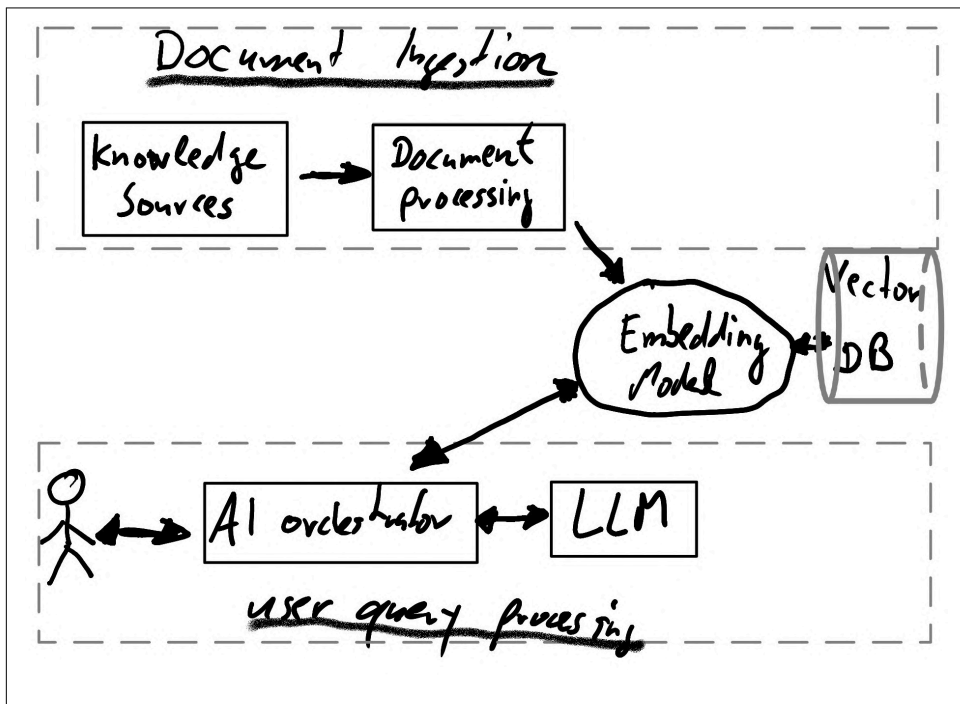 Document Ingestion
Knowledge
Sources
Document
processing
Embedding
Model
Vector
DB
AI orchestrator
LLM
user query processing